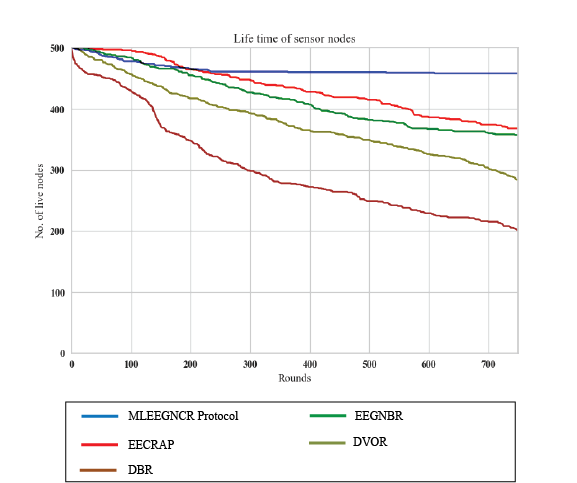 Life time of sensor nodes
500
400
300
200
100
0
No. of live nodes
0 100 200 300 400 500 600 700
Rounds
MLEEGNCR Protocol EEGNBR
EECRAP DVOR
DBR